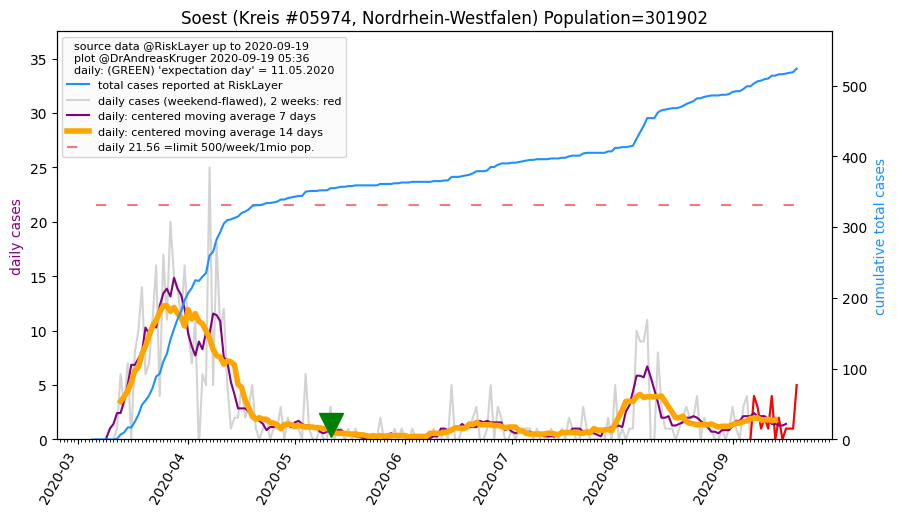 Soest (Kreis #05974, Nordrhein-Westfalen) Population=301902
source data @RiskLayer up to 2020-09-19
plot @DrAndreasKruger 2020-09-19 05:36
daily: (GREEN) 'expectation day' = 11.05.2020
total cases reported at RiskLayer
daily cases (weekend-flawed), 2 weeks: red
daily: centered moving average 7 days
daily: centered moving average 14 days
daily 21.56 =limit 500/week/1mio pop.
daily cases
35
30
25
20
15
10
5
0
cumulative total cases
500
400
300
200
100
0
2020-03
2020-04
2020-05
2020-06
2020-07
2020-08
2020-09